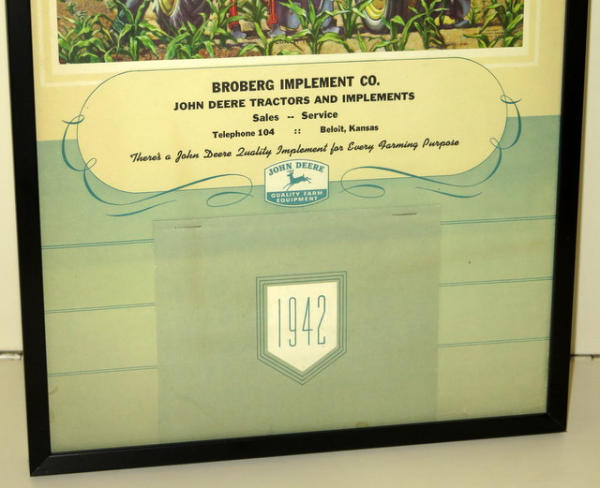 BROBERG IMPLEMENT CO.
JOHN DEERE TRACTORS AND IMPLEMENTS
Sales -- Service
Telephone 104 :: Beloit, Kansas
There's a John Deere Quality Implement for Every Farming Purpose
JOHN DEERE
QUALITY FARM
EQUIPMENT
1942